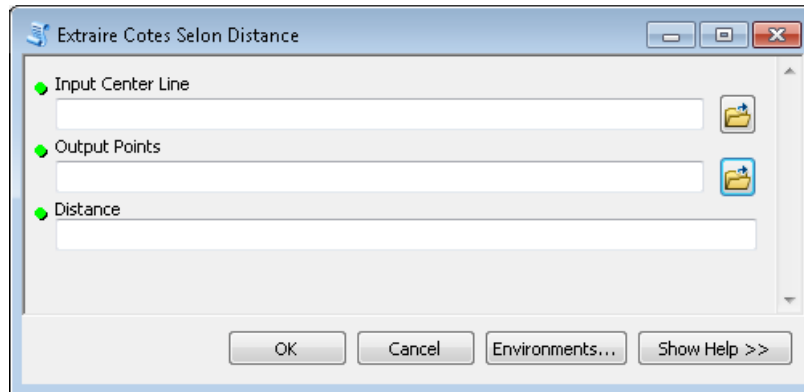 Extraire Cotes Selon Distance
Input Center Line
Output Points
Distance
OK Cancel Environments... Show Help >>